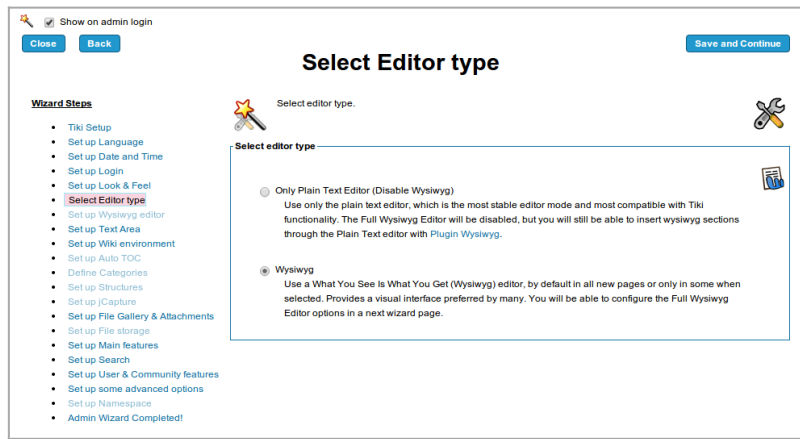 Show on admin login
Close
Back
Save and Continue
Select Editor type
Wizard Steps
Tiki Setup
Set up Language
Set up Date and Time
Set up Login
Set up Look & Feel
Select Editor type
Set up Wysiwyg editor
Set up Text Area
Set up Wiki environment
Set up Auto TOC
Define Categories
Set up Structures
Set up jCapture
Set up File Gallery & Attachments
Set up File storage
Set up Main features
Set up Search
Set up User & Community features
Set up some advanced options
Set up Namespace
Admin Wizard Completed!
Select editor type.
Select editor type
Only Plain Text Editor (Disable Wysiwyg)
Use only the plain text editor, which is the most stable editor mode and most compatible with Tiki
functionality. The Full Wysiwyg Editor will be disabled, but you will still be able to insert wysiwyg sections
through the Plain Text editor with Plugin Wysiwyg.
Wysiwyg
Use a What You See Is What You Get (Wysiwyg) editor, by default in all new pages or only in some when
selected. Provides a visual interface preferred by many. You will be able to configure the Full Wysiwyg
Editor options in a next wizard page.